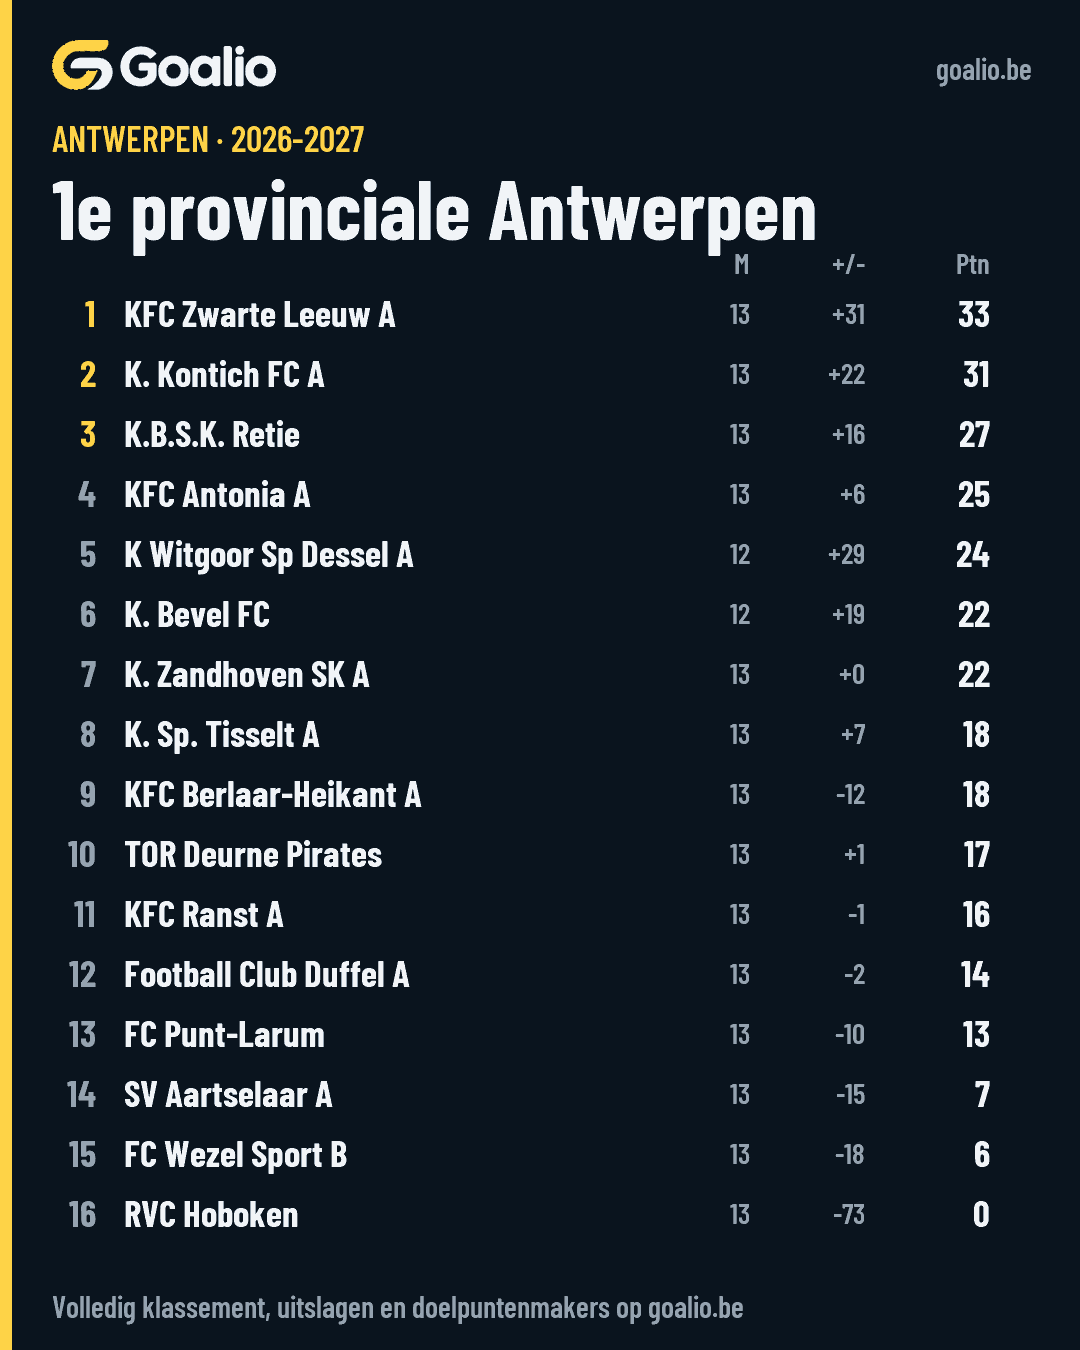 Goalio goalio.be
ANTWERPEN · 2026-2027
1e provinciale Antwerpen
M +/- Ptn
1 KFC Zwarte Leeuw A 13 +31 33
2 K. Kontich FC A 13 +22 31
3 K.B.S.K. Retie 13 +16 27
4 KFC Antonia A 13 +6 25
5 K Witgoor Sp Dessel A 12 +29 24
6 K. Bevel FC 12 +19 22
7 K. Zandhoven SK A 13 +0 22
8 K. Sp. Tisselt A 13 +7 18
9 KFC Berlaar-Heikant A 13 -12 18
10 TOR Deurne Pirates 13 +1 17
11 KFC Ranst A 13 -1 16
12 Football Club Duffel A 13 -2 14
13 FC Punt-Larum 13 -10 13
14 SV Aartselaar A 13 -15 7
15 FC Wezel Sport B 13 -18 6
16 RVC Hoboken 13 -73 0
Volledig klassement, uitslagen en doelpuntenmakers op goalio.be